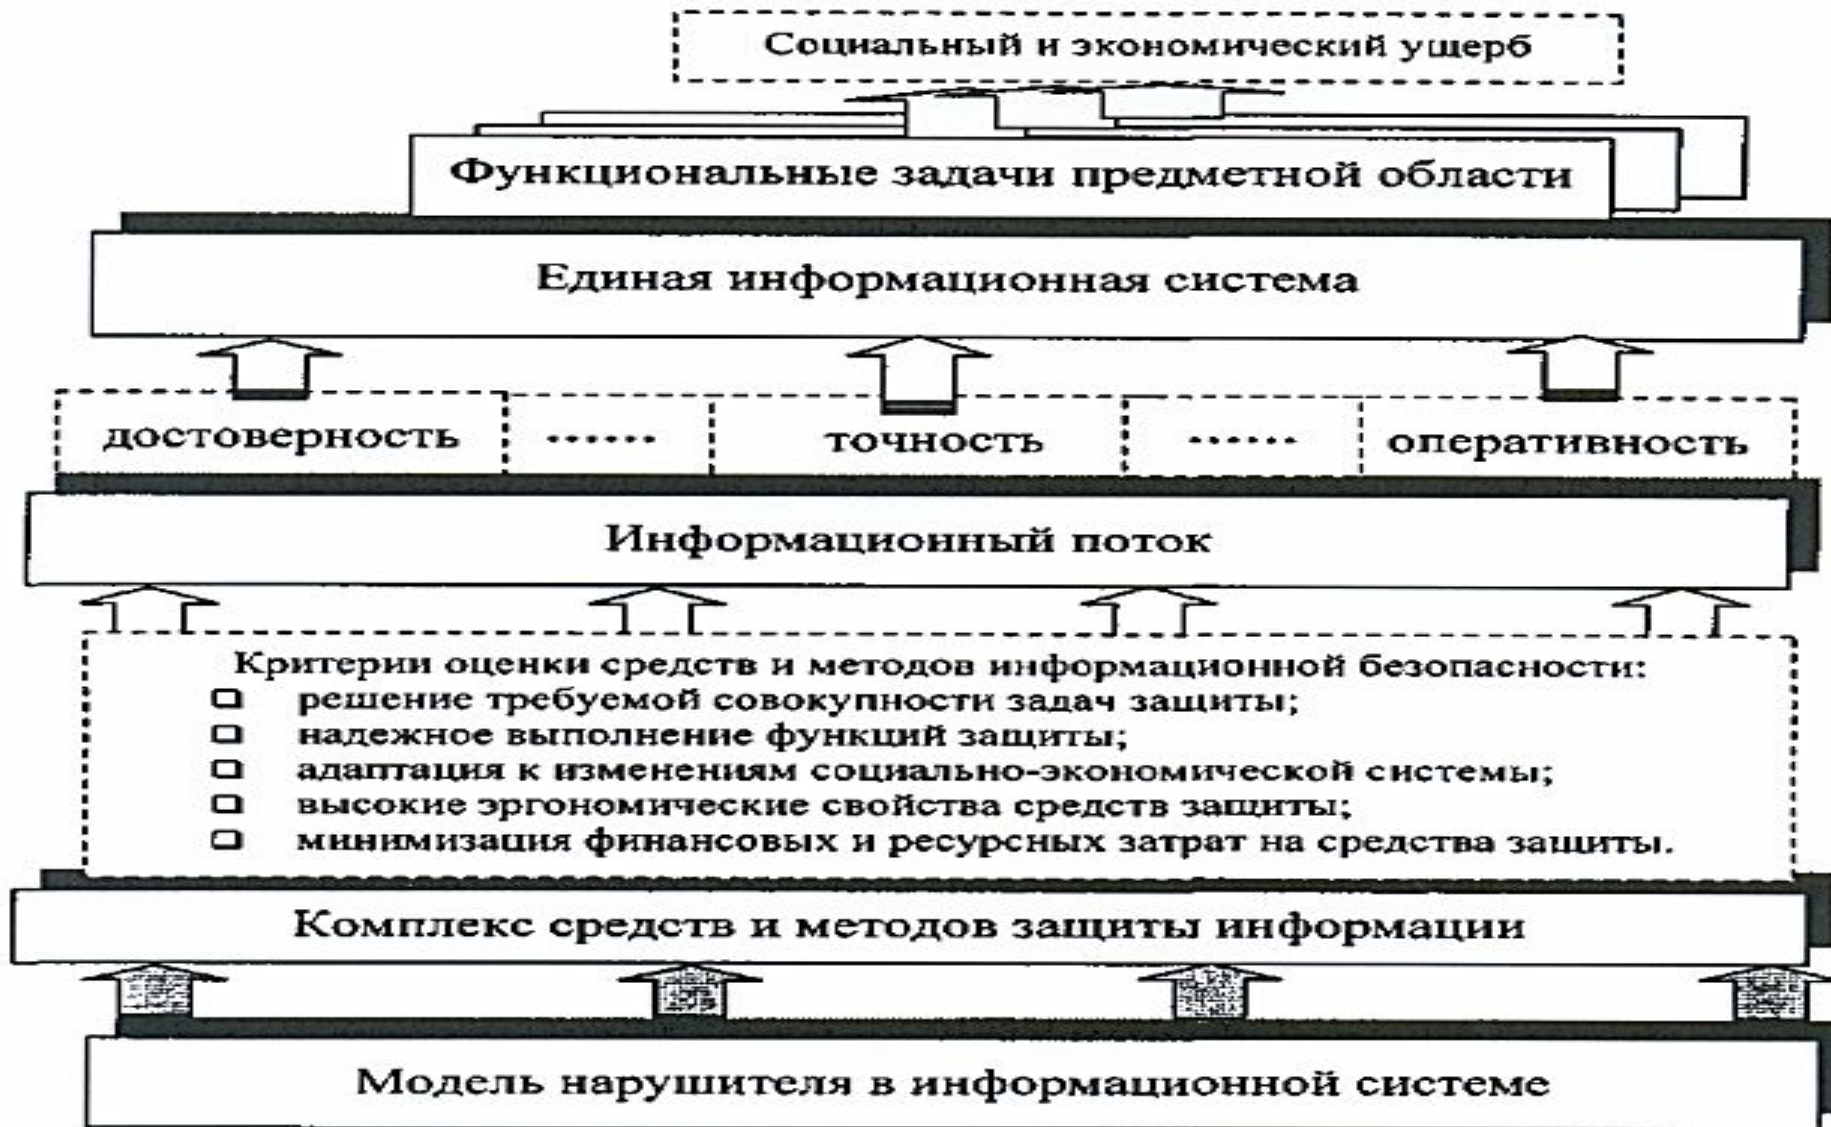 Социальный и экономический ущерб
Функциональные задачи предметной области
Единая информационная система
достоверность ...... точность ...... оперативность
Информационный поток
Критерии оценки средств и методов информационной безопасности:
❑ решение требуемой совокупности задач защиты;
❑ надежное выполнение функций защиты;
❑ адаптация к изменениям социально-экономической системы;
❑ высокие эргономические свойства средств защиты;
❑ минимизация финансовых и ресурсных затрат на средства защиты.
Комплекс средств и методов защиты информации
Модель нарушителя в информационной системе